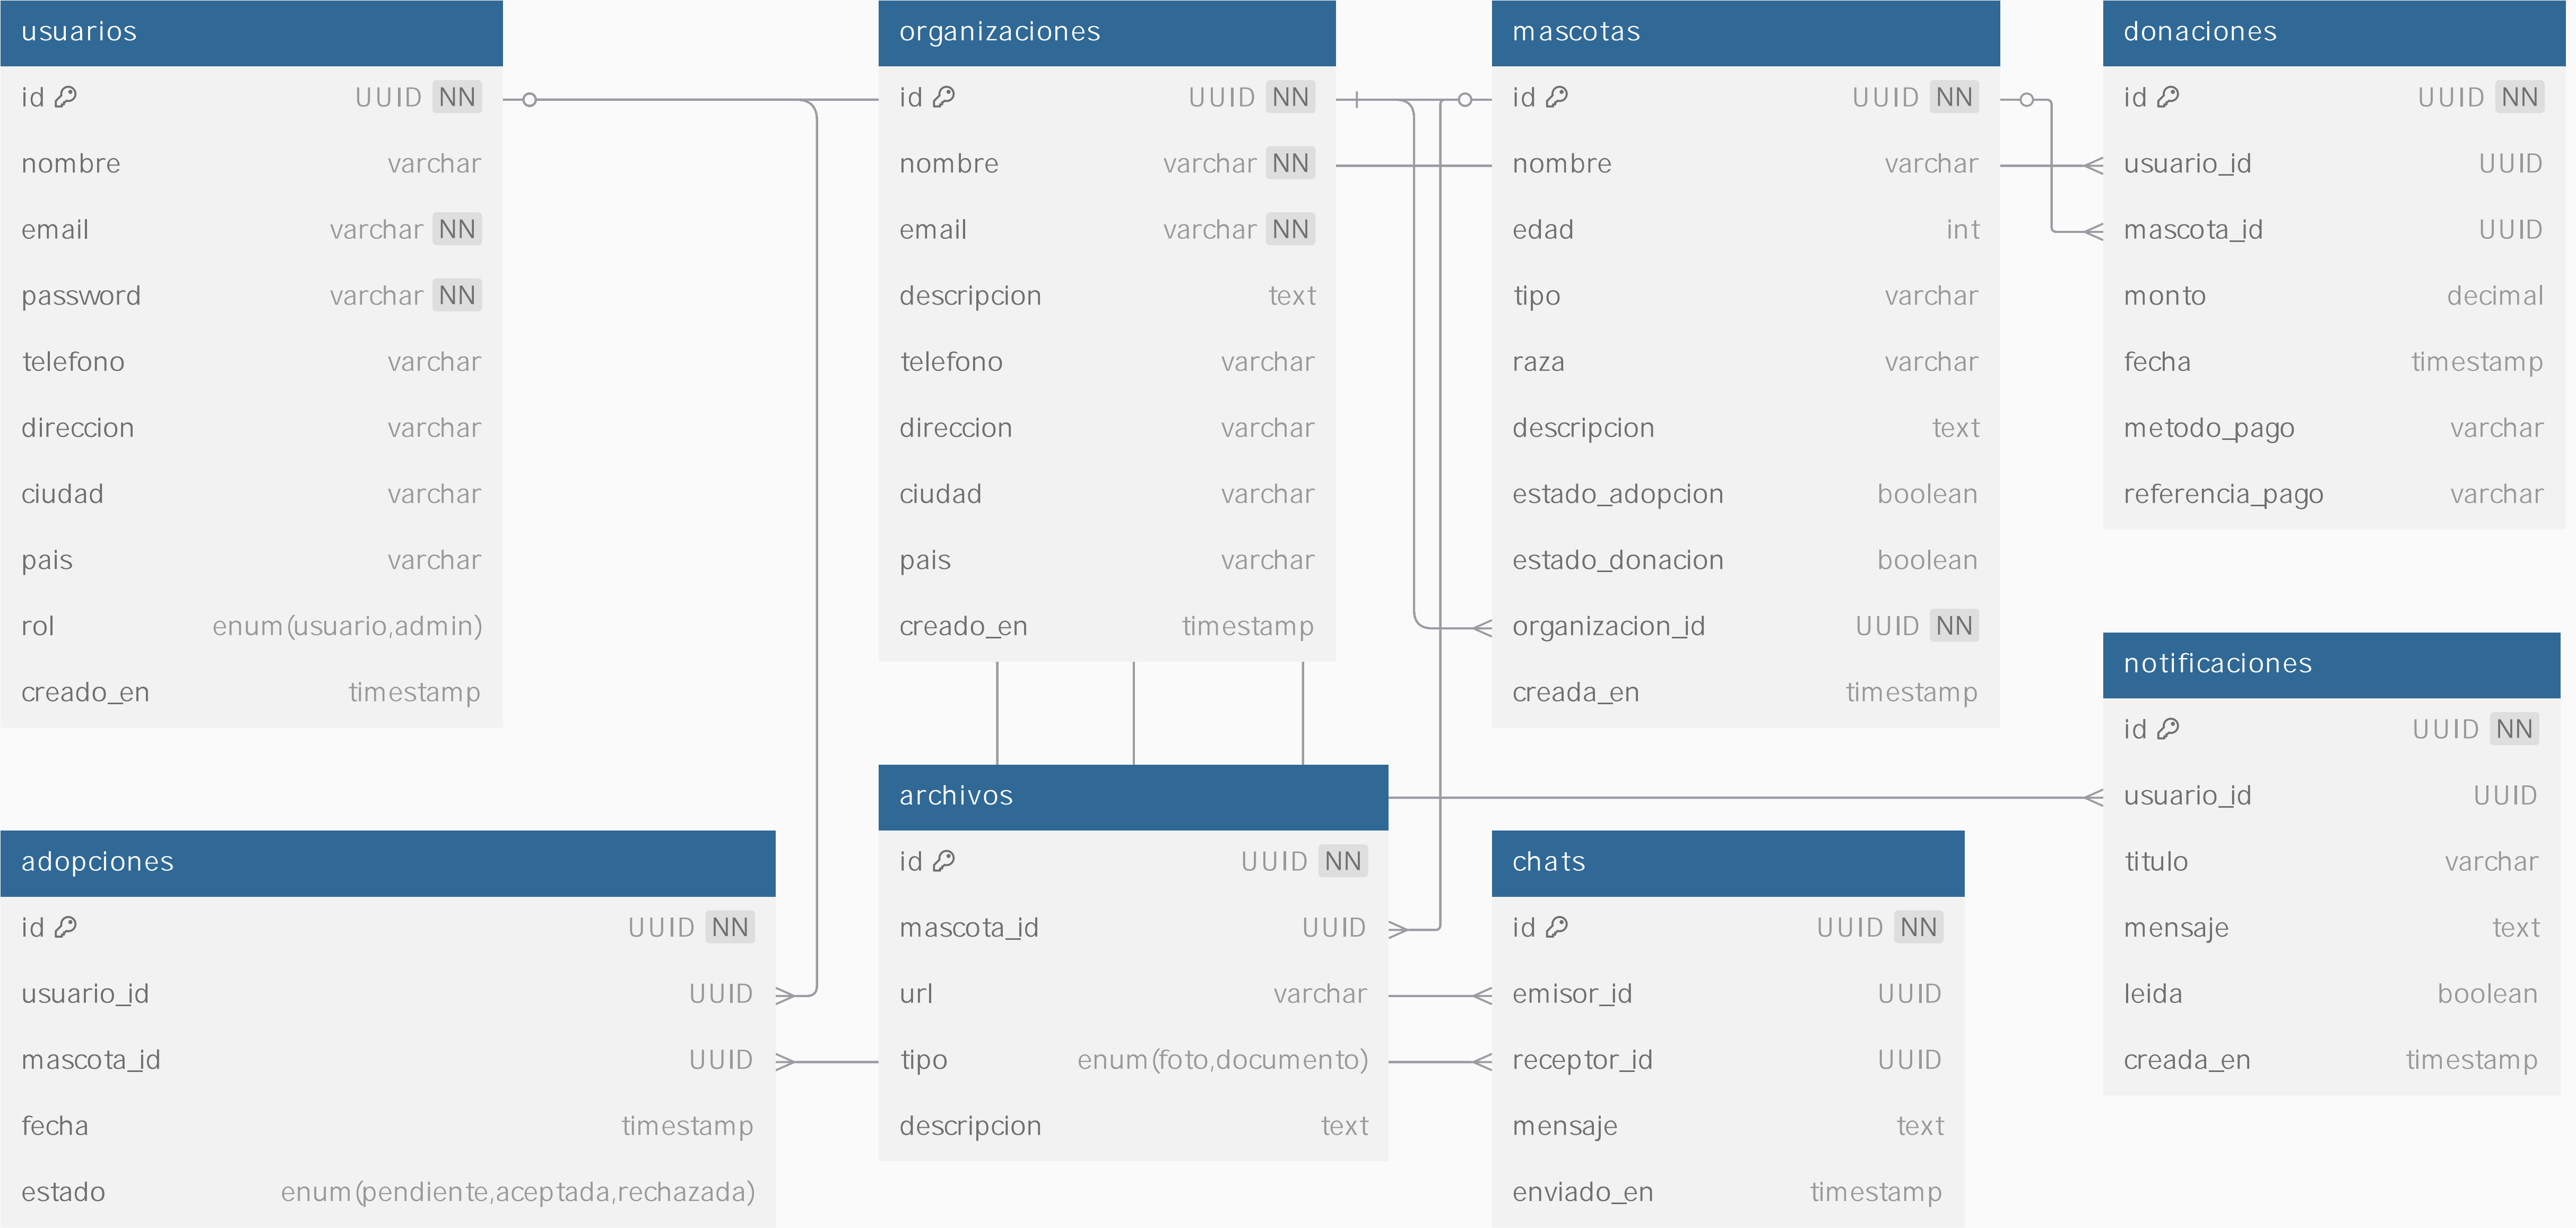 usuarios
id UUID NN
nombre varchar
email varchar NN
password varchar NN
telefono varchar
direccion varchar
ciudad varchar
pais varchar
rol enum(usuario,admin)
creado_en timestamp
organizaciones
id UUID NN
nombre varchar NN
email varchar NN
descripcion text
telefono varchar
direccion varchar
ciudad varchar
pais varchar
creado_en timestamp
mascotas
id UUID NN
nombre varchar
edad int
tipo varchar
raza varchar
descripcion text
estado_adopcion boolean
estado_donacion boolean
organizacion_id UUID NN
creada_en timestamp
donaciones
id UUID NN
usuario_id UUID
mascota_id UUID
monto decimal
fecha timestamp
metodo_pago varchar
referencia_pago varchar
adopciones
id UUID NN
usuario_id UUID
mascota_id UUID
fecha timestamp
estado enum(pendiente,aceptada,rechazada)
archivos
id UUID NN
mascota_id UUID
url varchar
tipo enum(foto,documento)
descripcion text
chats
id UUID NN
emisor_id UUID
receptor_id UUID
mensaje text
enviado_en timestamp
notificaciones
id UUID NN
usuario_id UUID
titulo varchar
mensaje text
leida boolean
creada_en timestamp